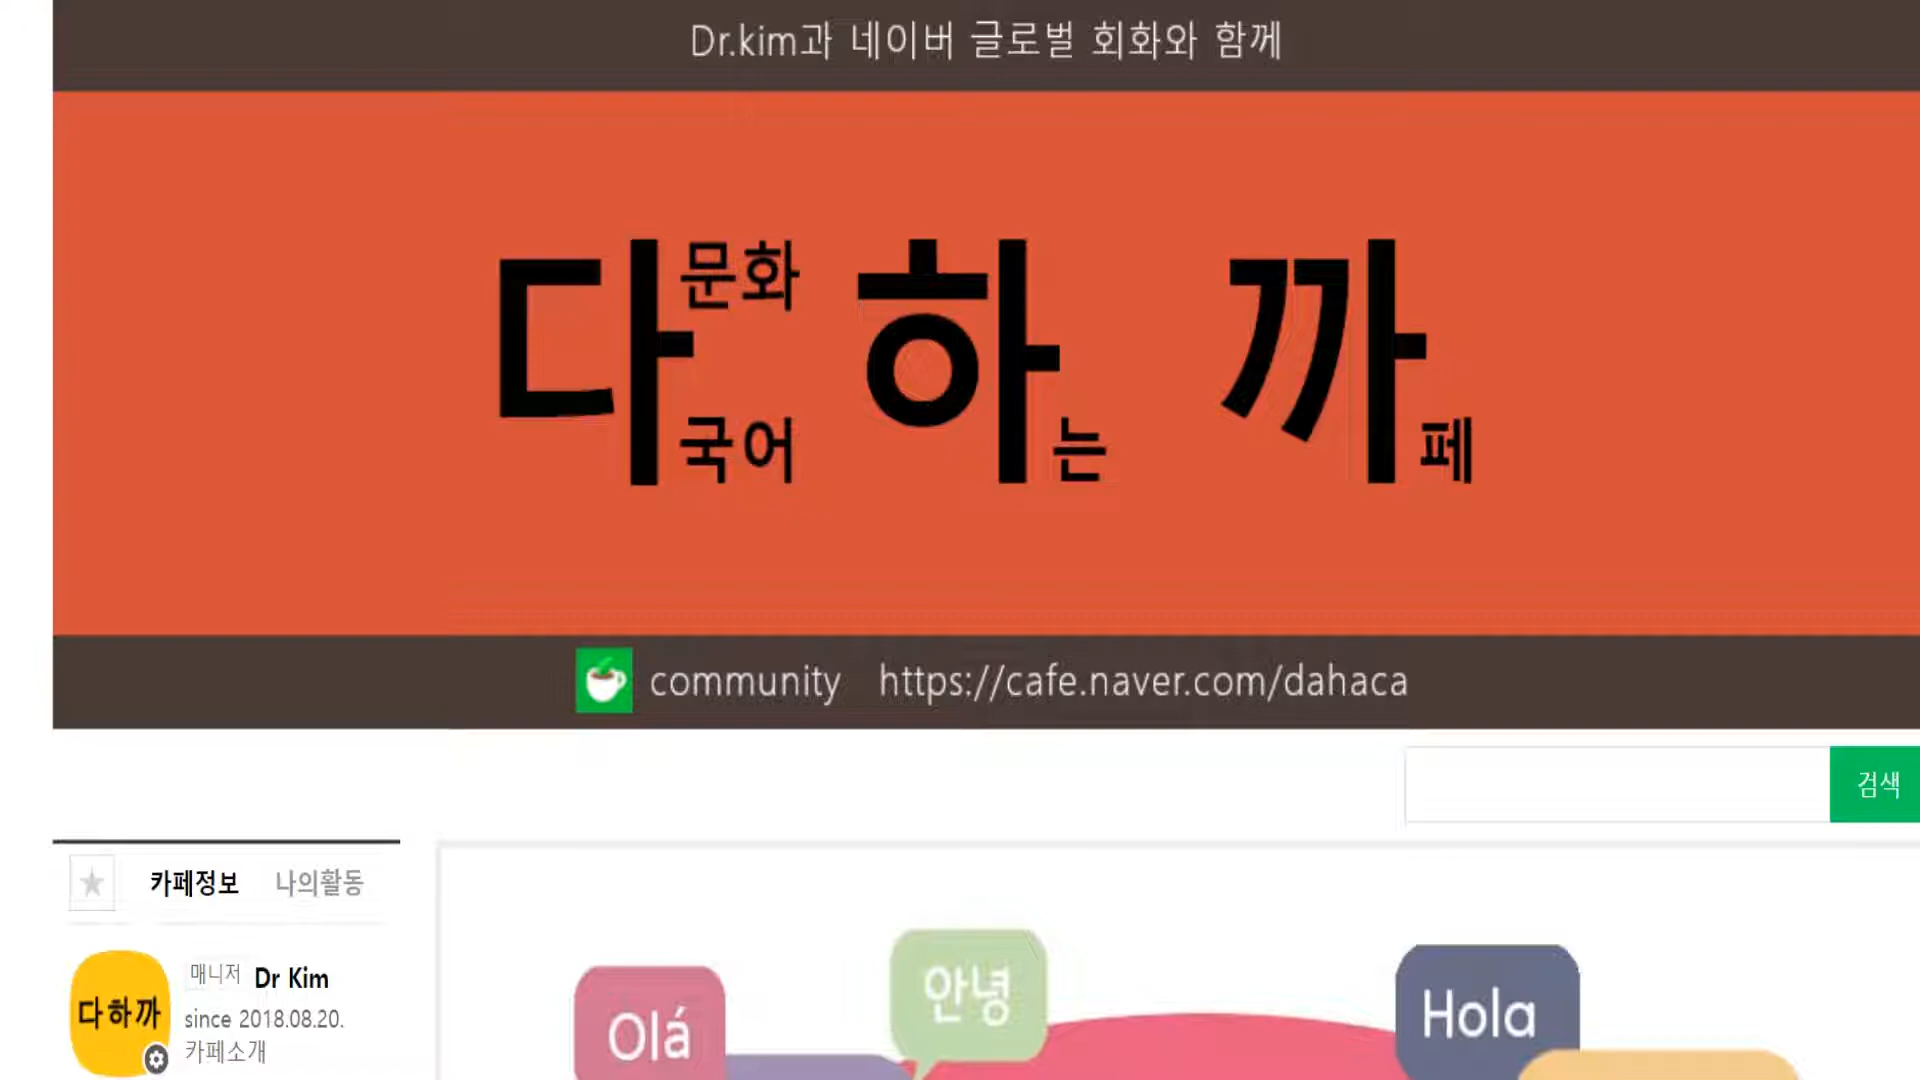 Dr.kim과 네이버 글로벌 회화와 함께
다문화 하 까
국어 는 페
community https://cafe.naver.com/dahaca
검색
카페정보 나의활동
다하까
매니저 Dr Kim
since 2018.08.20.
카페소개
Olá
안녕
Hola